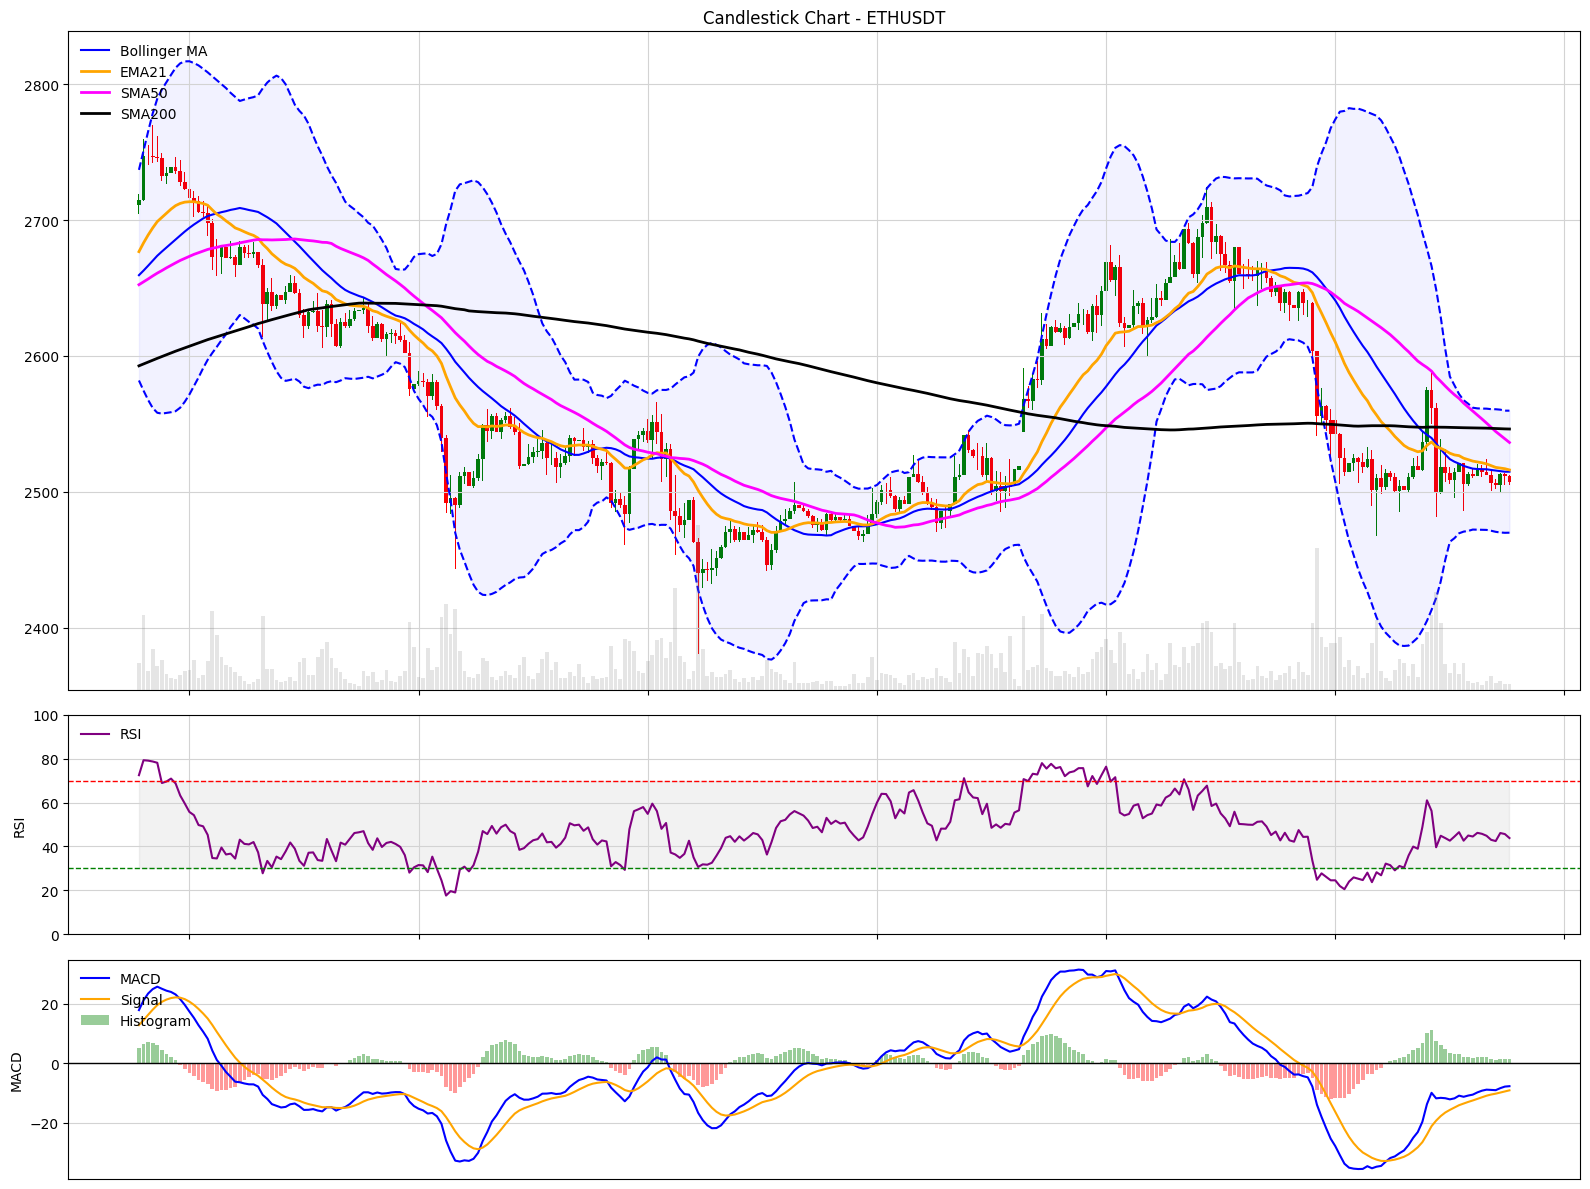 Candlestick Chart - ETHUSDT
Bollinger MA
EMA21
SMA50
SMA200
2800
2700
2600
2500
2400
RSI
100
80
60
40
20
0
RSI
MACD
Signal
Histogram
20
0
−20
MACD